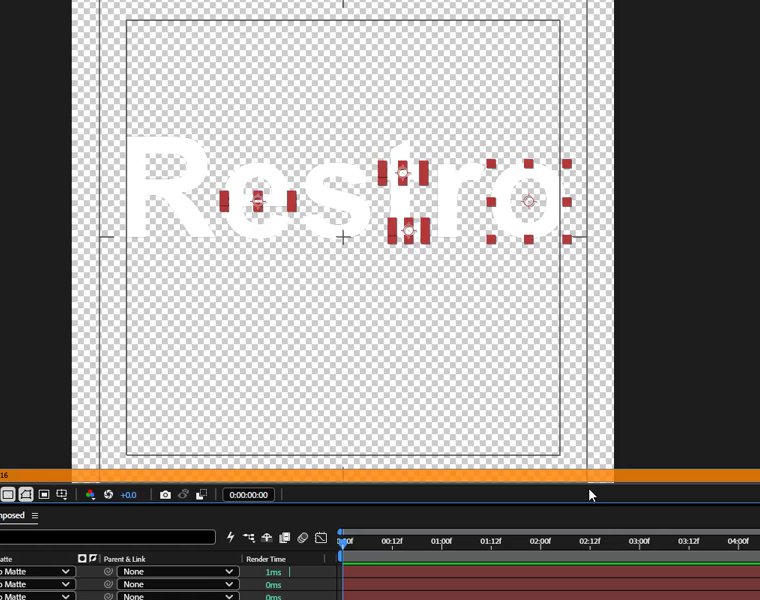 Restro
16
+0.0
0:00:00:00
nposed
:00f 00:12f 01:00f 01:12f 02:00f 02:12f 03:00f 03:12f 04:00f
atte Parent & Link Render Time
o Matte None 1ms
o Matte None 0ms
o Matte None 0ms